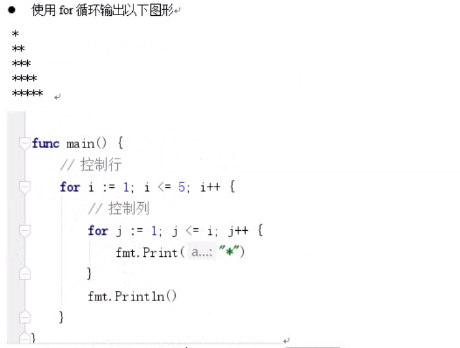 ● 使用 for 循环输出以下图形
*
**
***
****
*****
func main() {
// 控制行
for i := 1; i <= 5; i++ {
// 控制列
for j := 1; j <= i; j++ {
fmt.Print( a...: "*")
}
fmt.Println()
}
}